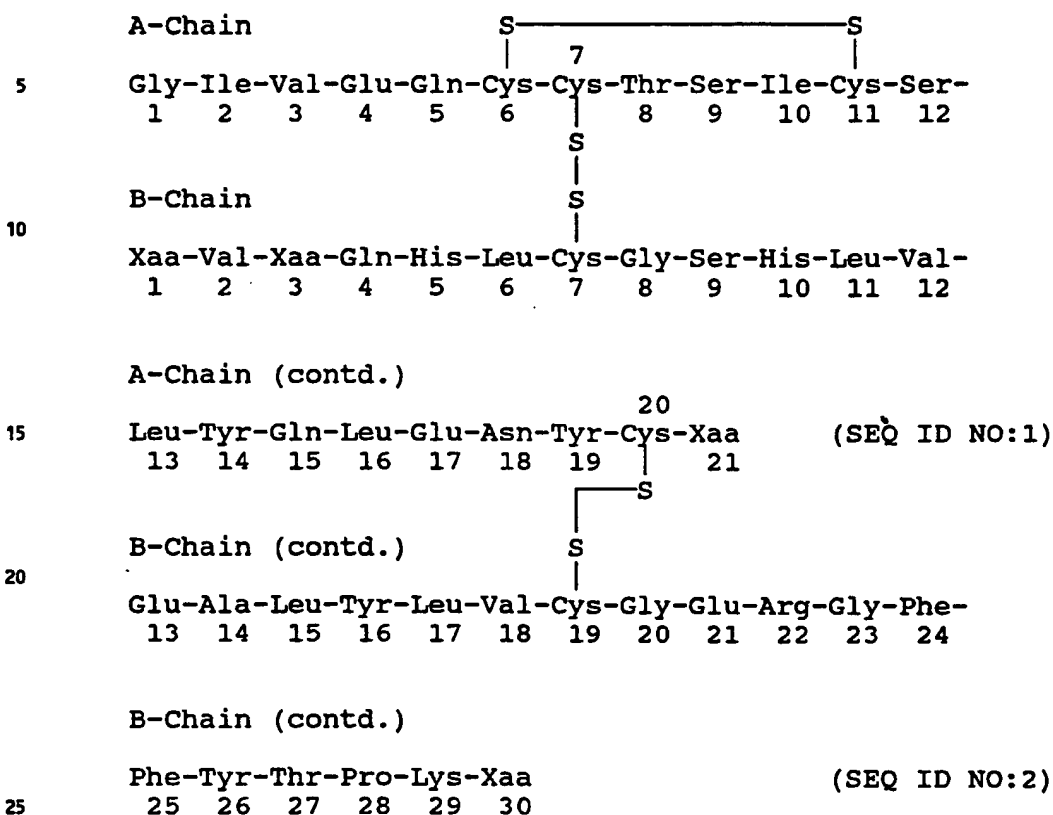 A-Chain S S
7
5 Gly-Ile-Val-Glu-Gln-Cys-Cys-Thr-Ser-Ile-Cys-Ser-
1 2 3 4 5 6 8 9 10 11 12
S
B-Chain S
10
Xaa-Val-Xaa-Gln-His-Leu-Cys-Gly-Ser-His-Leu-Val-
1 2 3 4 5 6 7 8 9 10 11 12
A-Chain (contd.)
20
15 Leu-Tyr-Gln-Leu-Glu-Asn-Tyr-Cys-Xaa (SEQ ID NO:1)
13 14 15 16 17 18 19 21
S
B-Chain (contd.) S
20
Glu-Ala-Leu-Tyr-Leu-Val-Cys-Gly-Glu-Arg-Gly-Phe-
13 14 15 16 17 18 19 20 21 22 23 24
B-Chain (contd.)
Phe-Tyr-Thr-Pro-Lys-Xaa (SEQ ID NO:2)
25 25 26 27 28 29 30